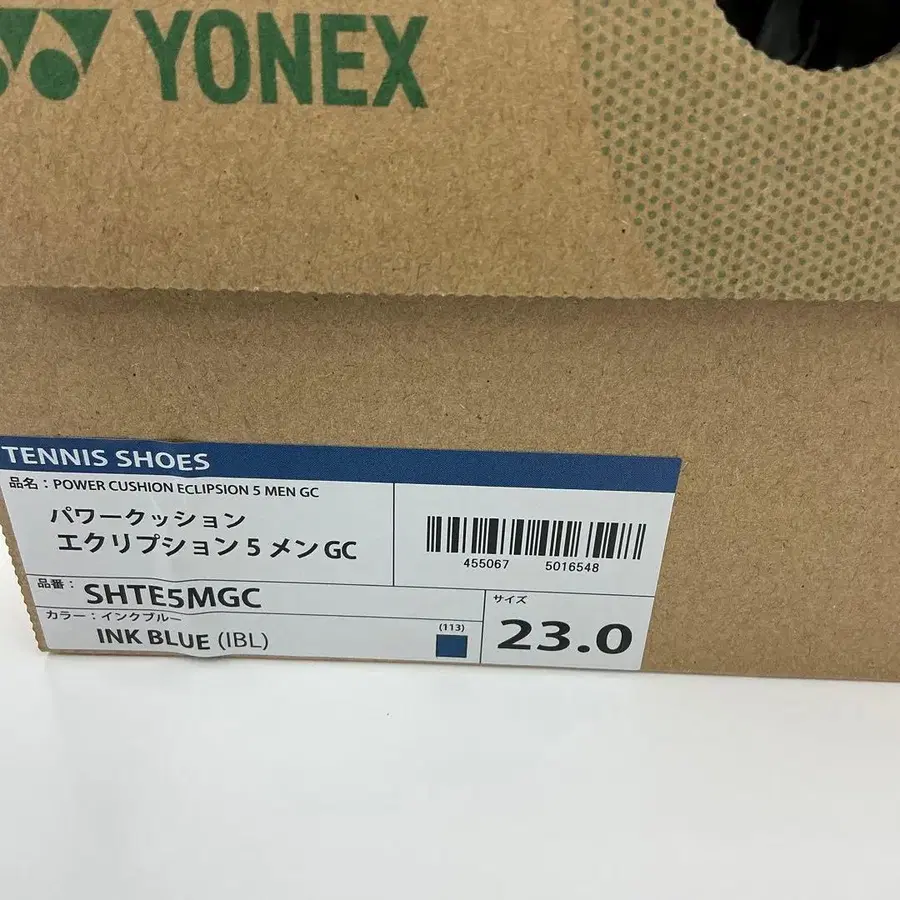 YONEX
TENNIS SHOES
品名：POWER CUSHION ECLIPSION 5 MEN GC
パワークッション
エクリプション 5 メン GC
455067 5016548
品番：
SHTE5MGC
カラー：インクブルー
INK BLUE (IBL)
(113)
サイズ
23.0